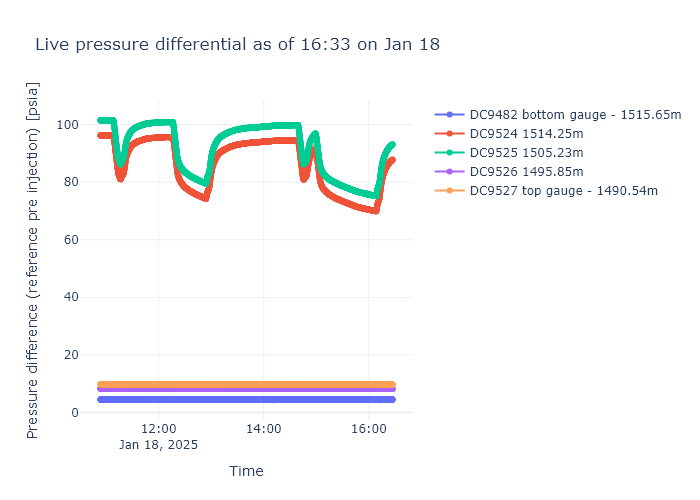 Live pressure differential as of 16:33 on Jan 18
Pressure difference (reference pre injection) [psia]
100
80
60
40
20
0
12:00
Jan 18, 2025
14:00
16:00
Time
DC9482 bottom gauge - 1515.65m
DC9524 1514.25m
DC9525 1505.23m
DC9526 1495.85m
DC9527 top gauge - 1490.54m